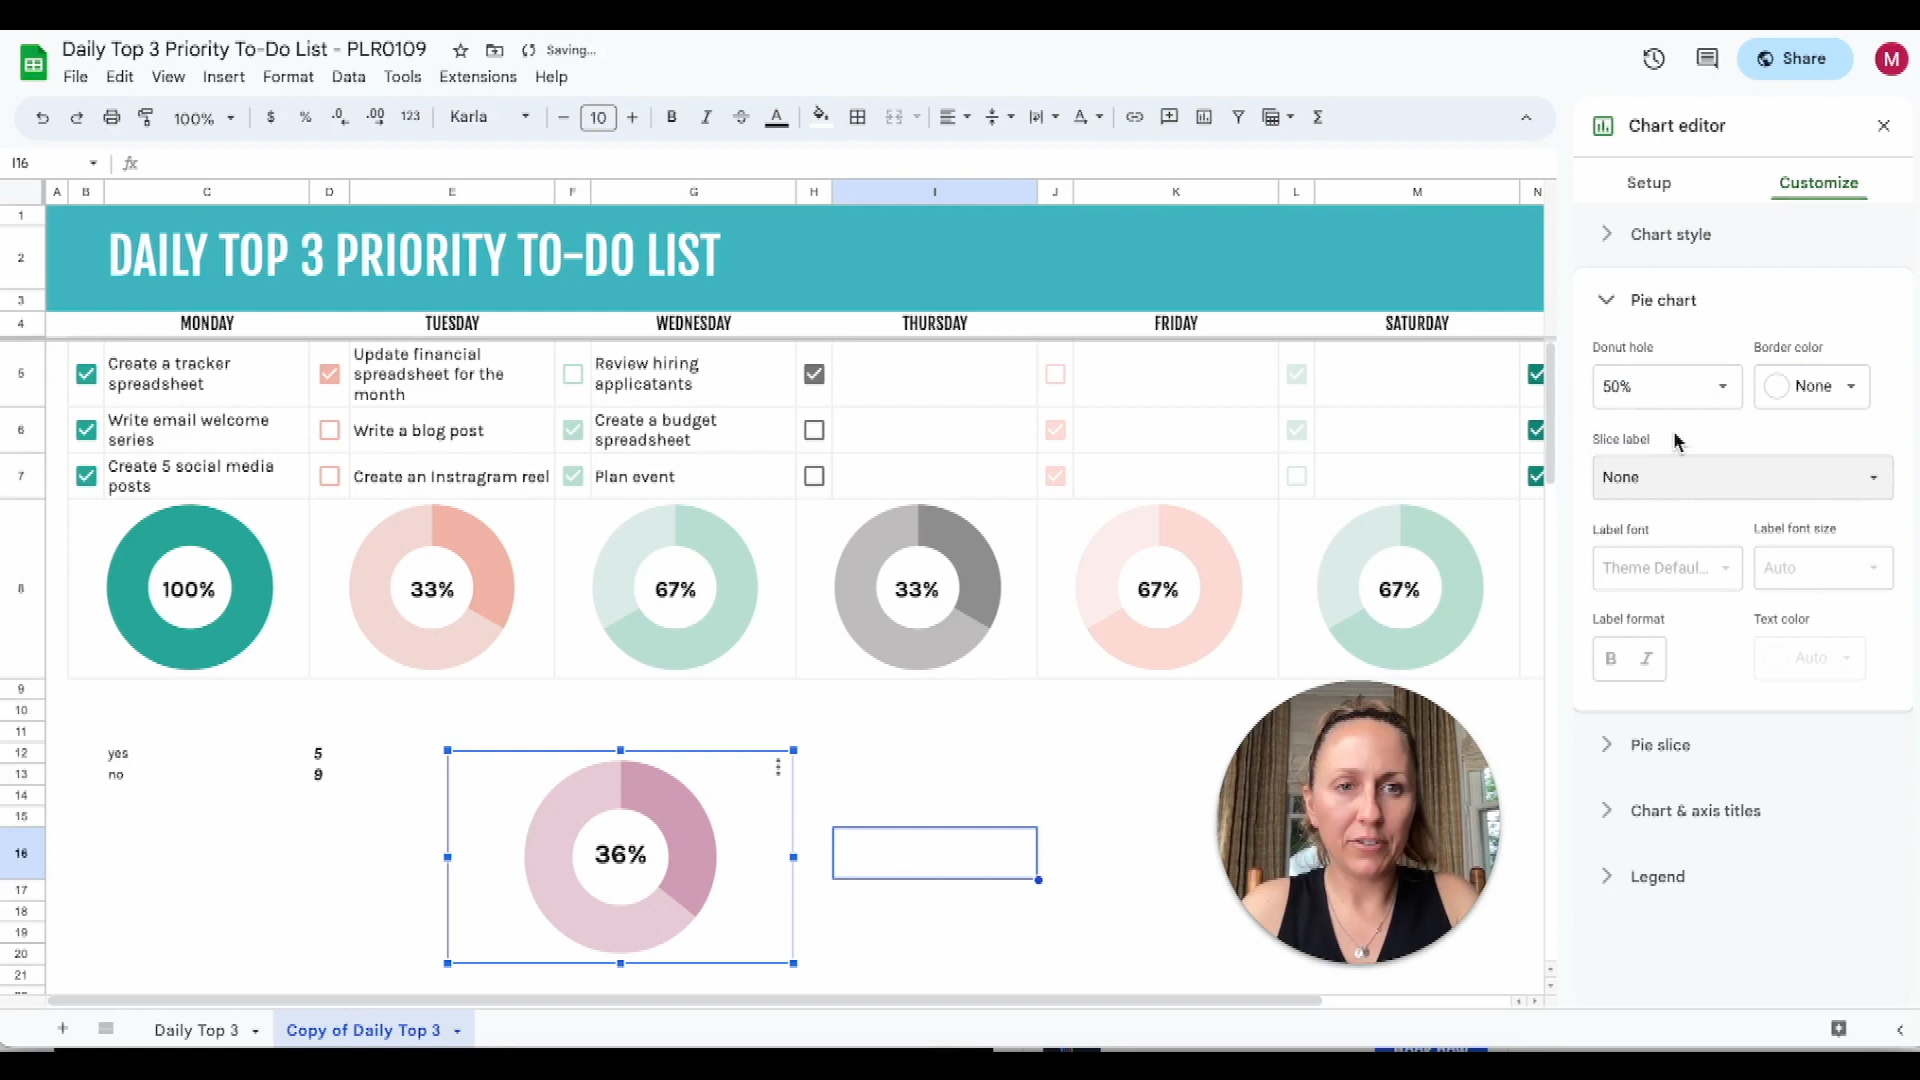 Daily Top 3 Priority To-Do List - PLR0109 Saving...
File Edit View Insert Format Data Tools Extensions Help
Share M
100% $ % .0 .00 123 Karla 10 B I A Σ
I16 fx
A B C D E F G H I J K L M N
1
2 DAILY TOP 3 PRIORITY TO-DO LIST
3
4 MONDAY TUESDAY WEDNESDAY THURSDAY FRIDAY SATURDAY
5
Create a tracker
spreadsheet
Update financial
spreadsheet for the
month
Review hiring
applicatants
6
Write email welcome
series
Write a blog post
Create a budget
spreadsheet
7
Create 5 social media
posts
Create an Instragram reel
Plan event
8
100% 33% 67% 33% 67% 67%
9
10
11
12 yes 5
13 no 9
14
15
16 36%
17
18
19
20
21
+ Daily Top 3 Copy of Daily Top 3
Chart editor
Setup Customize
Chart style
Pie chart
Donut hole Border color
50% None
Slice label
None
Label font Label font size
Theme Defaul... Auto
Label format Text color
B I Auto
Pie slice
Chart & axis titles
Legend